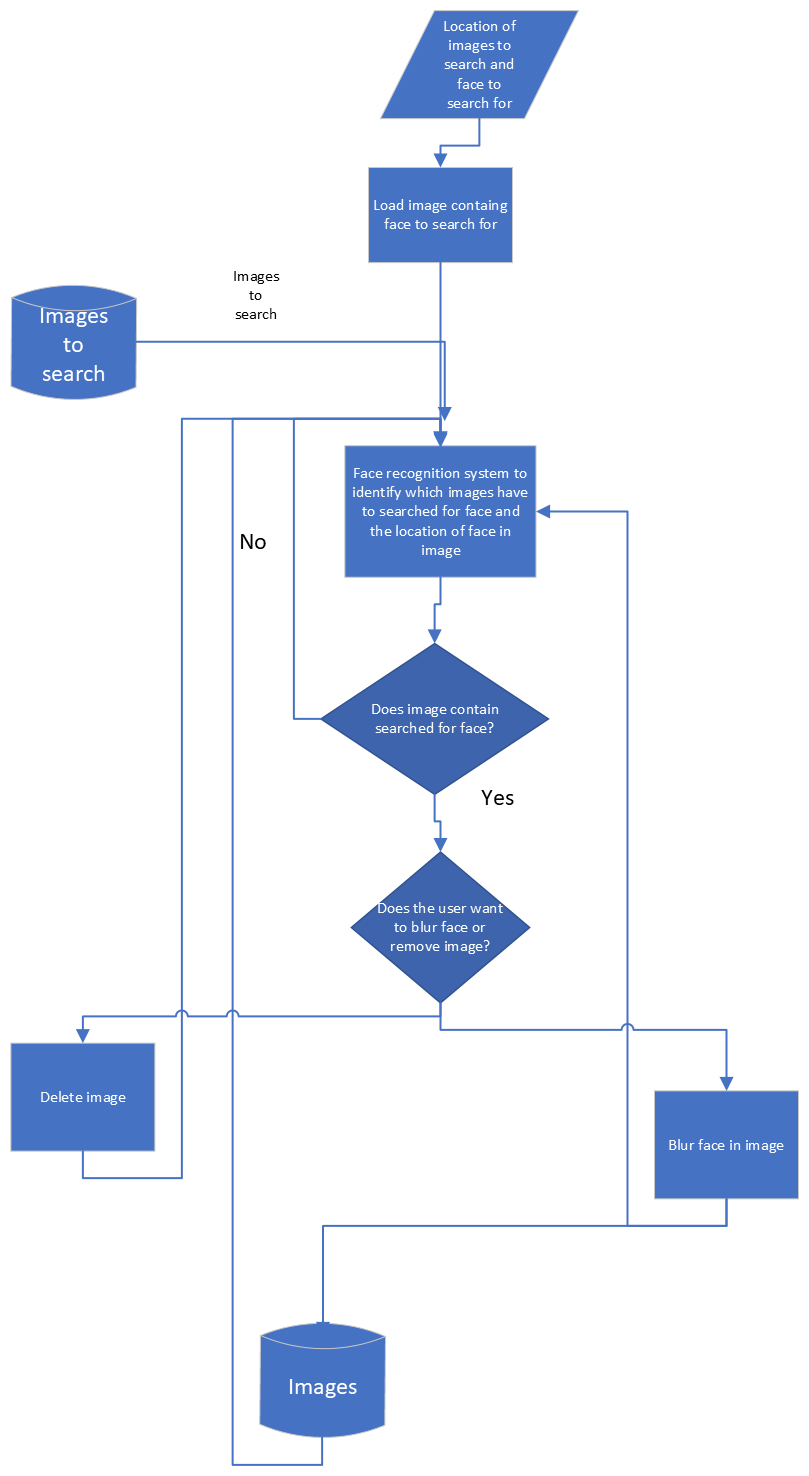 Location of
images to
search and
face to
search for
Load image containg
face to search for
Images
to
search
Images
to
search
Face recognition system to
identify which images have
to searched for face and
the location of face in
image
No
Does image contain
searched for face?
Yes
Does the user want
to blur face or
remove image?
Delete image
Blur face in image
Images